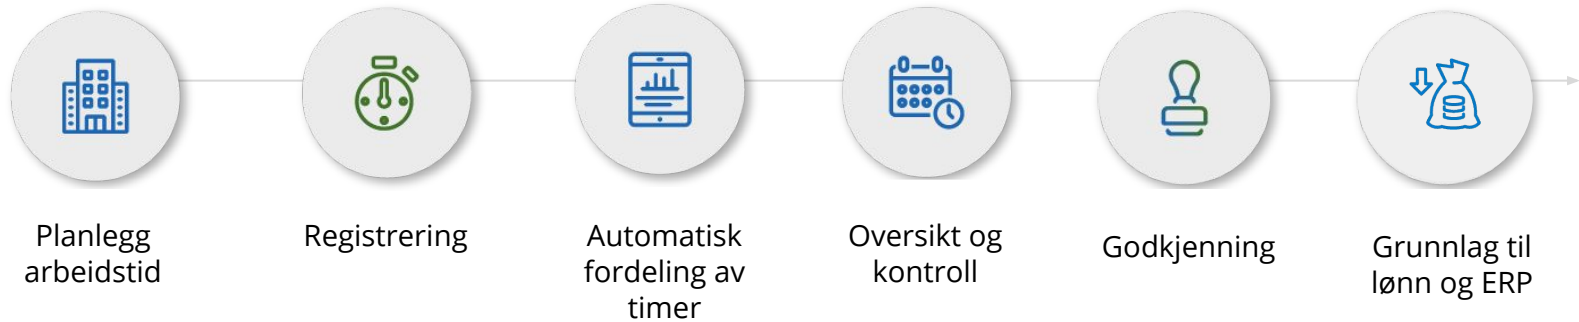 Planlegg
arbeidstid
Registrering
Automatisk
fordeling av
timer
Oversikt og
kontroll
Godkjenning
Grunnlag til
lønn og ERP